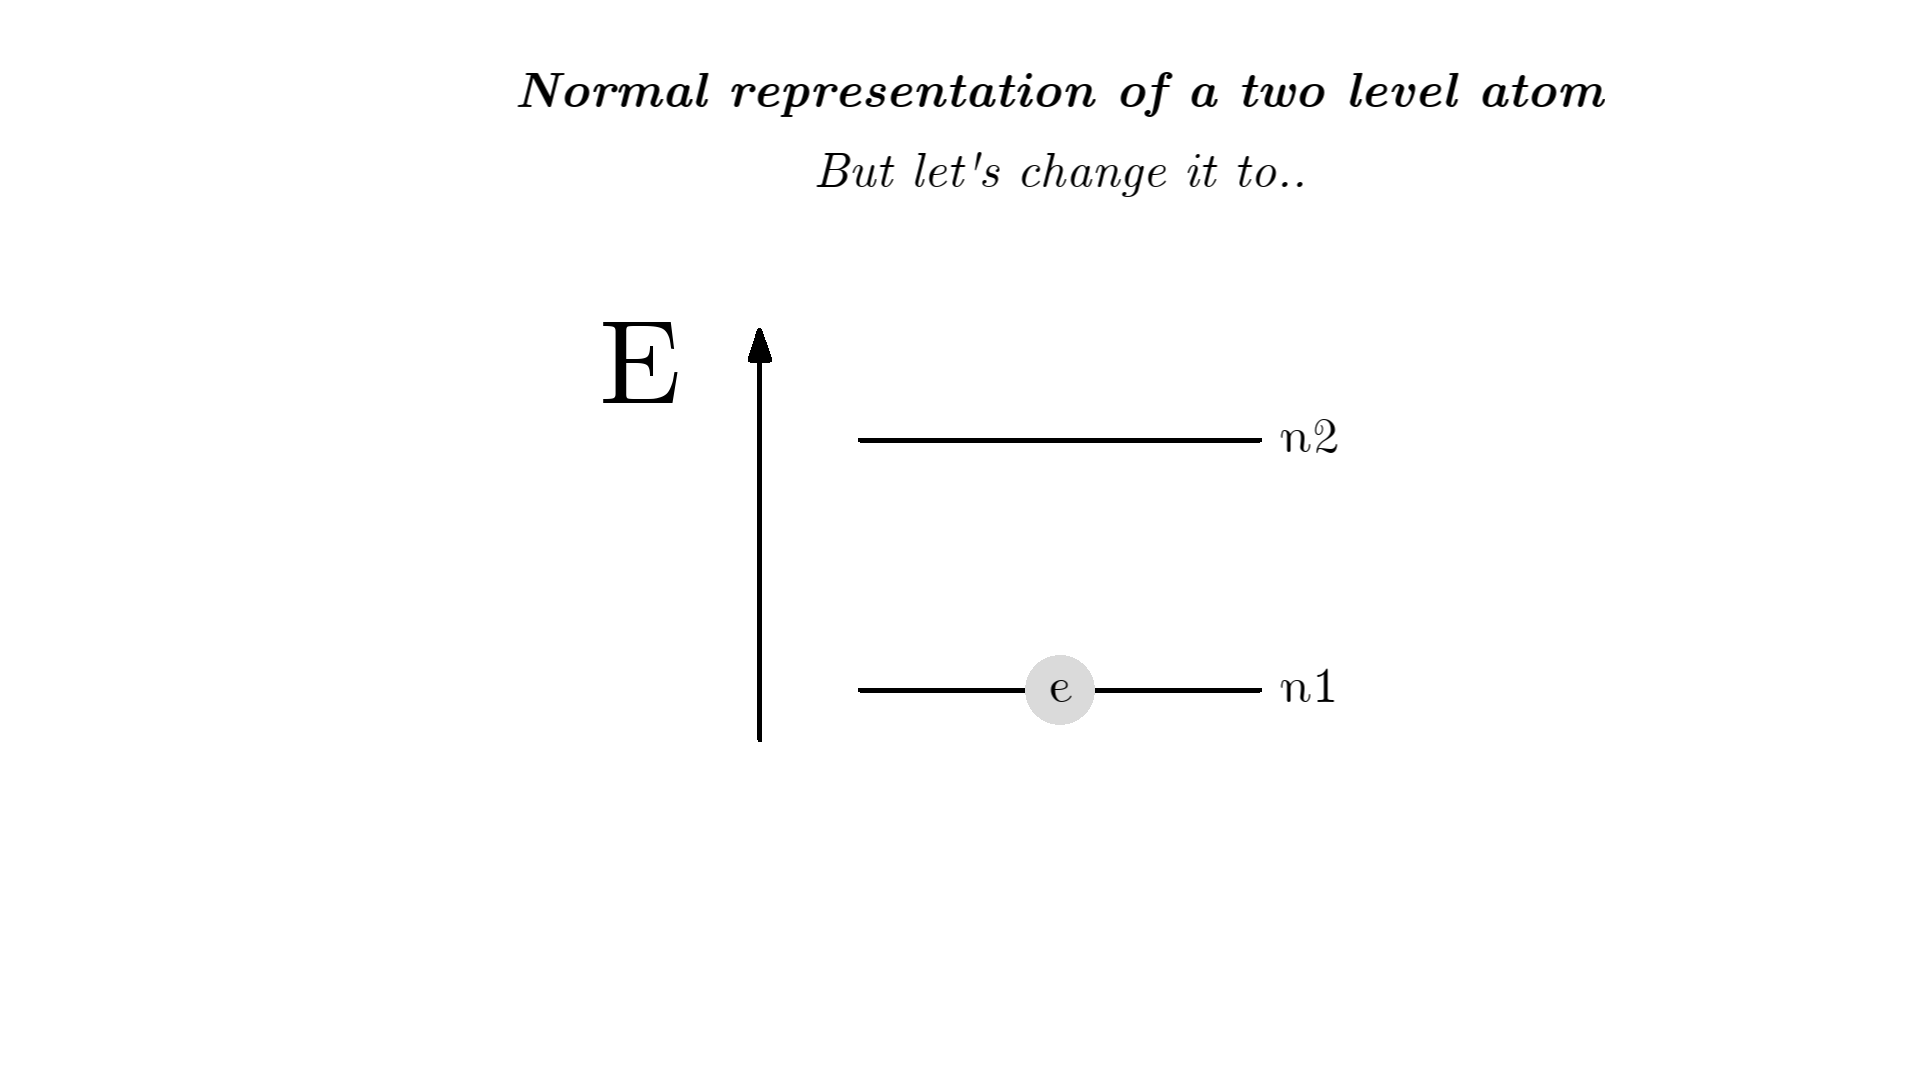 Normal representation of a two level atom
But let's change it to..
E
n2
e
n1